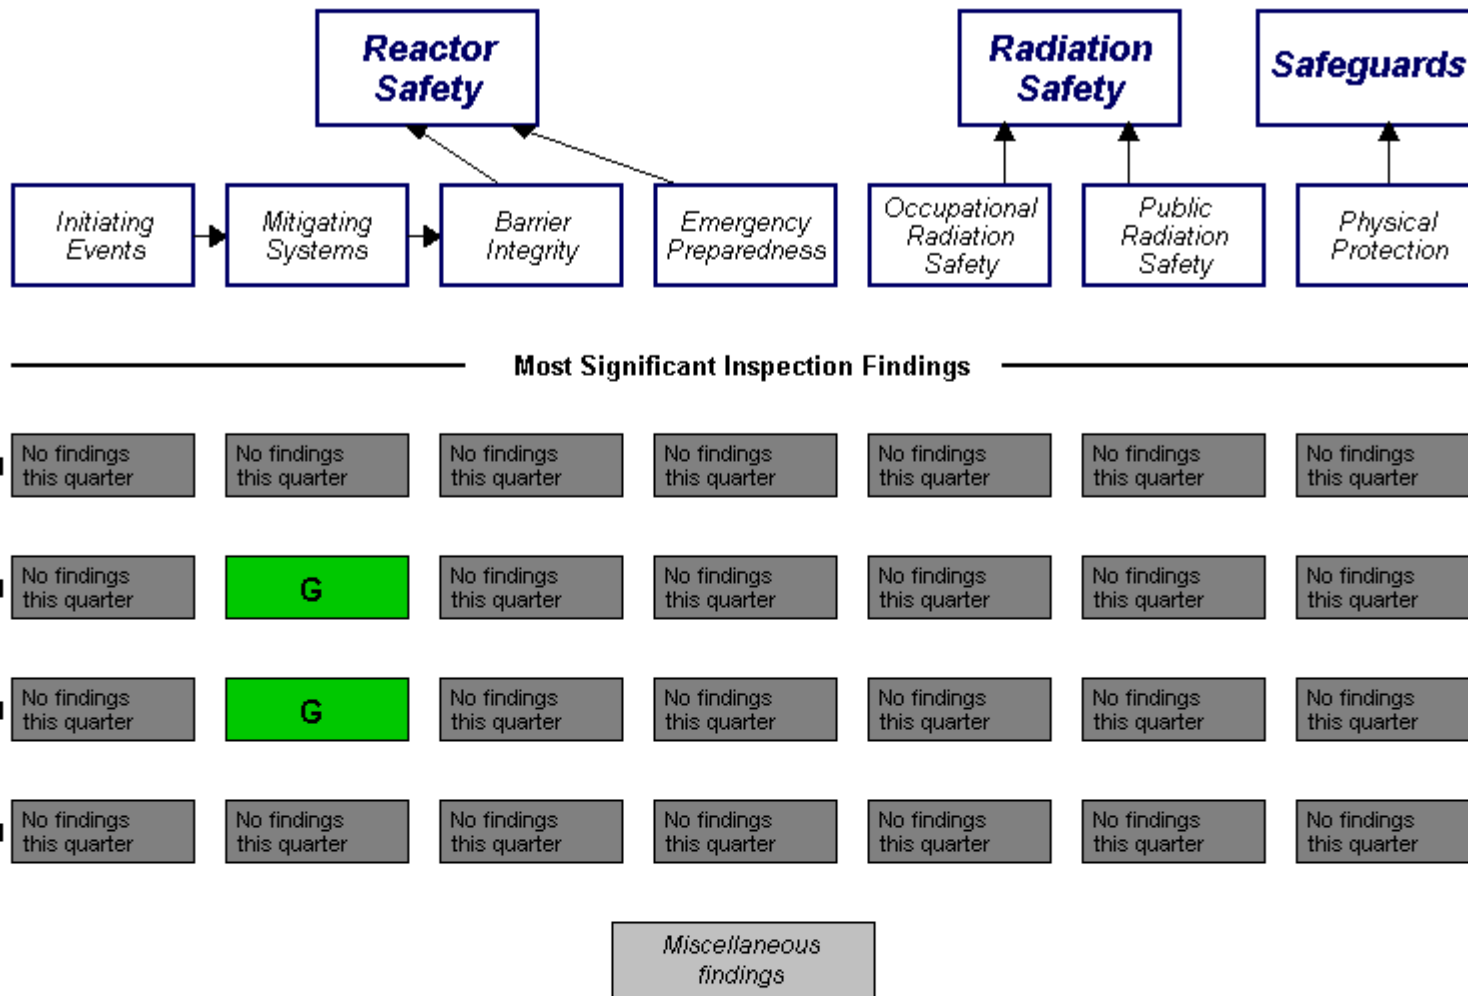 Reactor
Safety
Radiation
Safety
Safeguards
Initiating
Events
Mitigating
Systems
Barrier
Integrity
Emergency
Preparedness
Occupational
Radiation
Safety
Public
Radiation
Safety
Physical
Protection
Most Significant Inspection Findings
No findings
this quarter
No findings
this quarter
No findings
this quarter
No findings
this quarter
No findings
this quarter
No findings
this quarter
No findings
this quarter
No findings
this quarter
G
No findings
this quarter
No findings
this quarter
No findings
this quarter
No findings
this quarter
No findings
this quarter
No findings
this quarter
G
No findings
this quarter
No findings
this quarter
No findings
this quarter
No findings
this quarter
No findings
this quarter
No findings
this quarter
No findings
this quarter
No findings
this quarter
No findings
this quarter
No findings
this quarter
No findings
this quarter
No findings
this quarter
Miscellaneous
findings